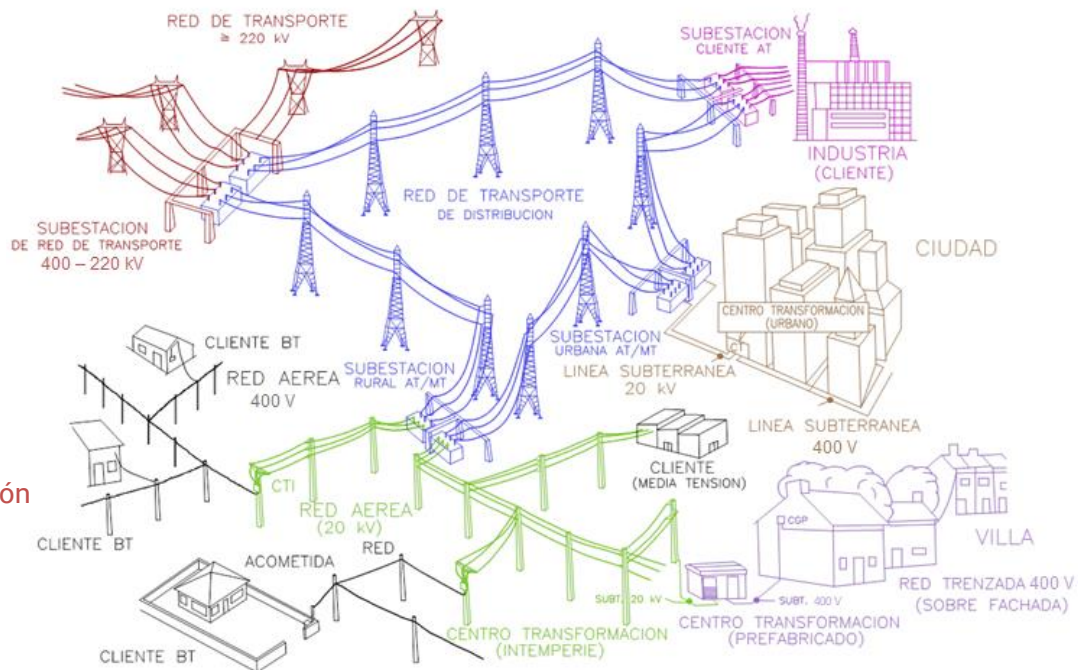 RED DE TRANSPORTE
≥ 220 kV
SUBESTACION
CLIENTE AT
INDUSTRIA
(CLIENTE)
RED DE TRANSPORTE
DE DISTRIBUCION
SUBESTACION
DE RED DE TRANSPORTE
400 – 220 kV
CIUDAD
CENTRO TRANSFORMACION
(URBANO)
CT
SUBESTACION
URBANA AT/MT
LINEA SUBTERRANEA
20 kV
CLIENTE BT
RED AEREA
400 V
SUBESTACION
RURAL AT/MT
LINEA SUBTERRANEA
400 V
CLIENTE
(MEDIA TENSION)
CTI
RED AEREA
(20 kV)
ón
CLIENTE BT
CGP
VILLA
ACOMETIDA
RED
RED TRENZADA 400 V
(SOBRE FACHADA)
SUBT. 20 kV
SUBT. 400 V
CENTRO TRANSFORMACION
(INTEMPERIE)
CENTRO TRANSFORMACION
(PREFABRICADO)
CLIENTE BT